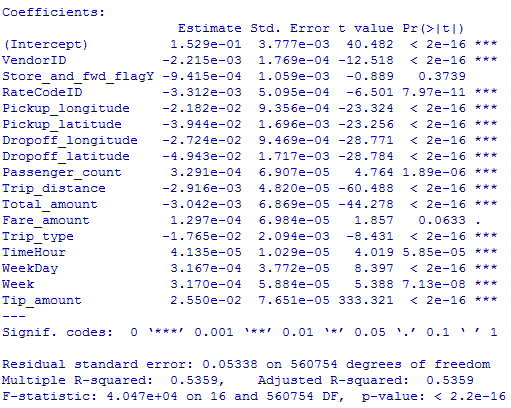 Coefficients:
                     Estimate Std. Error t value Pr(>|t|)
(Intercept)         1.529e-01  3.777e-03  40.482  < 2e-16 ***
VendorID           -2.215e-03  1.769e-04 -12.518  < 2e-16 ***
Store_and_fwd_flagY -9.415e-04  1.059e-03  -0.889   0.3739
RateCodeID         -3.312e-03  5.095e-04  -6.501 7.97e-11 ***
Pickup_longitude   -2.182e-02  9.356e-04 -23.324  < 2e-16 ***
Pickup_latitude    -3.944e-02  1.696e-03 -23.256  < 2e-16 ***
Dropoff_longitude  -2.724e-02  9.469e-04 -28.771  < 2e-16 ***
Dropoff_latitude   -4.943e-02  1.717e-03 -28.784  < 2e-16 ***
Passenger_count     3.291e-04  6.907e-05   4.764 1.89e-06 ***
Trip_distance      -2.916e-03  4.820e-05 -60.488  < 2e-16 ***
Total_amount       -3.042e-03  6.869e-05 -44.278  < 2e-16 ***
Fare_amount         1.297e-04  6.984e-05   1.857   0.0633 .
Trip_type          -1.765e-02  2.094e-03  -8.431  < 2e-16 ***
TimeHour            4.135e-05  1.029e-05   4.019 5.85e-05 ***
WeekDay             3.167e-04  3.772e-05   8.397  < 2e-16 ***
Week                3.170e-04  5.884e-05   5.388 7.13e-08 ***
Tip_amount          2.550e-02  7.651e-05 333.321  < 2e-16 ***
---
Signif. codes:  0 ‘***’ 0.001 ‘**’ 0.01 ‘*’ 0.05 ‘.’ 0.1 ‘ ’ 1
Residual standard error: 0.05338 on 560754 degrees of freedom
Multiple R-squared:  0.5359,    Adjusted R-squared:  0.5359
F-statistic: 4.047e+04 on 16 and 560754 DF,  p-value: < 2.2e-16